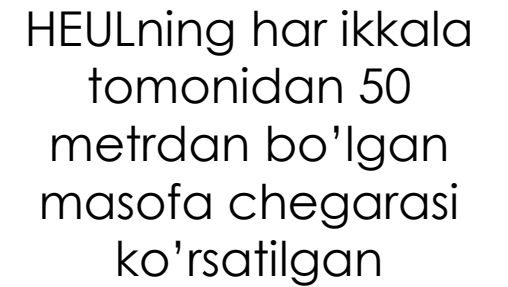 HEULning har ikkala
tomonidan 50
metrdan bo’lgan
masofa chegarasi
ko’rsatilgan